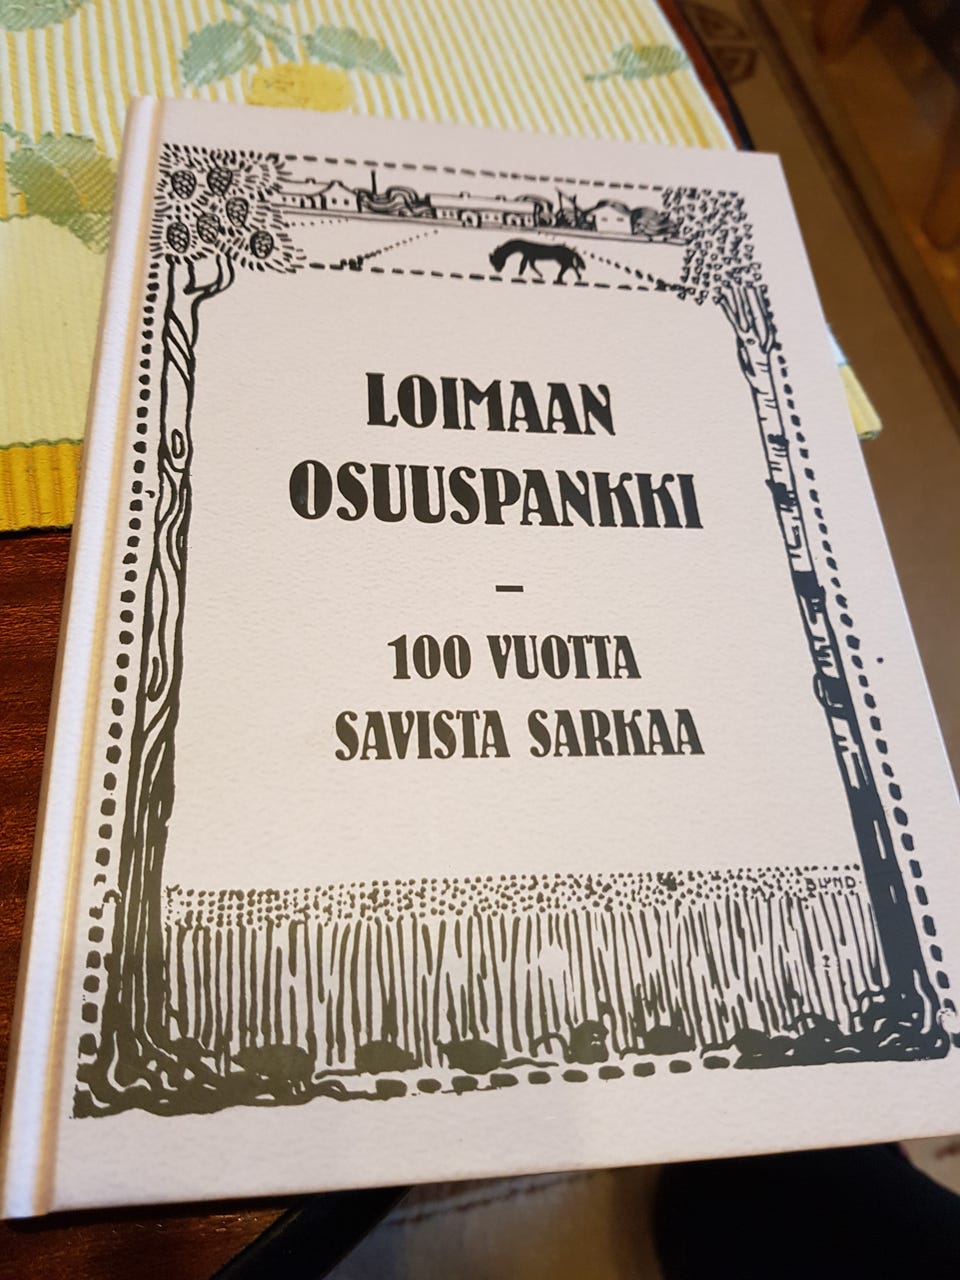 LOIMAAN
OSUUSPANKKI
–
100 VUOTTA
SAVISTA SARKAA